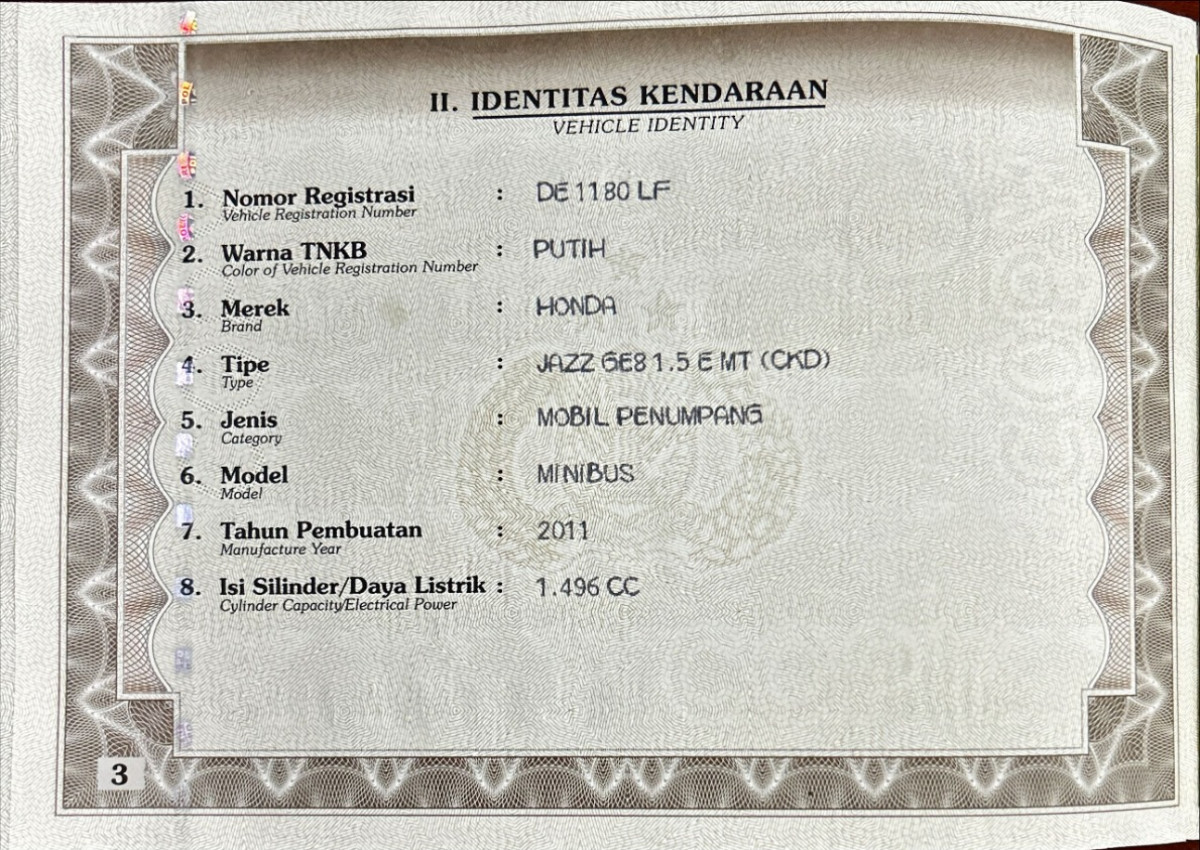 II. IDENTITAS KENDARAAN
VEHICLE IDENTITY
1. Nomor Registrasi : DE 1180 LF
Vehicle Registration Number
2. Warna TNKB : PUTIH
Color of Vehicle Registration Number
3. Merek : HONDA
Brand
4. Tipe : JAZZ GE8 1.5 E MT (CKD)
Type
5. Jenis : MOBIL PENUMPANG
Category
6. Model : MINIBUS
Model
7. Tahun Pembuatan : 2011
Manufacture Year
8. Isi Silinder/Daya Listrik : 1.496 CC
Cylinder Capacity/Electrical Power
3